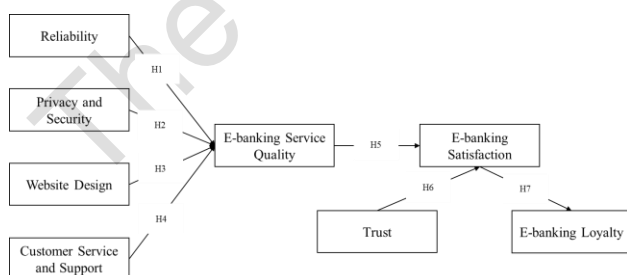 The
Reliability
H1
Privacy and
Security
H2
E-banking Service
Quality
H5
E-banking
Satisfaction
H3
Website Design
H6
H7
H4
Trust
E-banking Loyalty
Customer Service
and Support